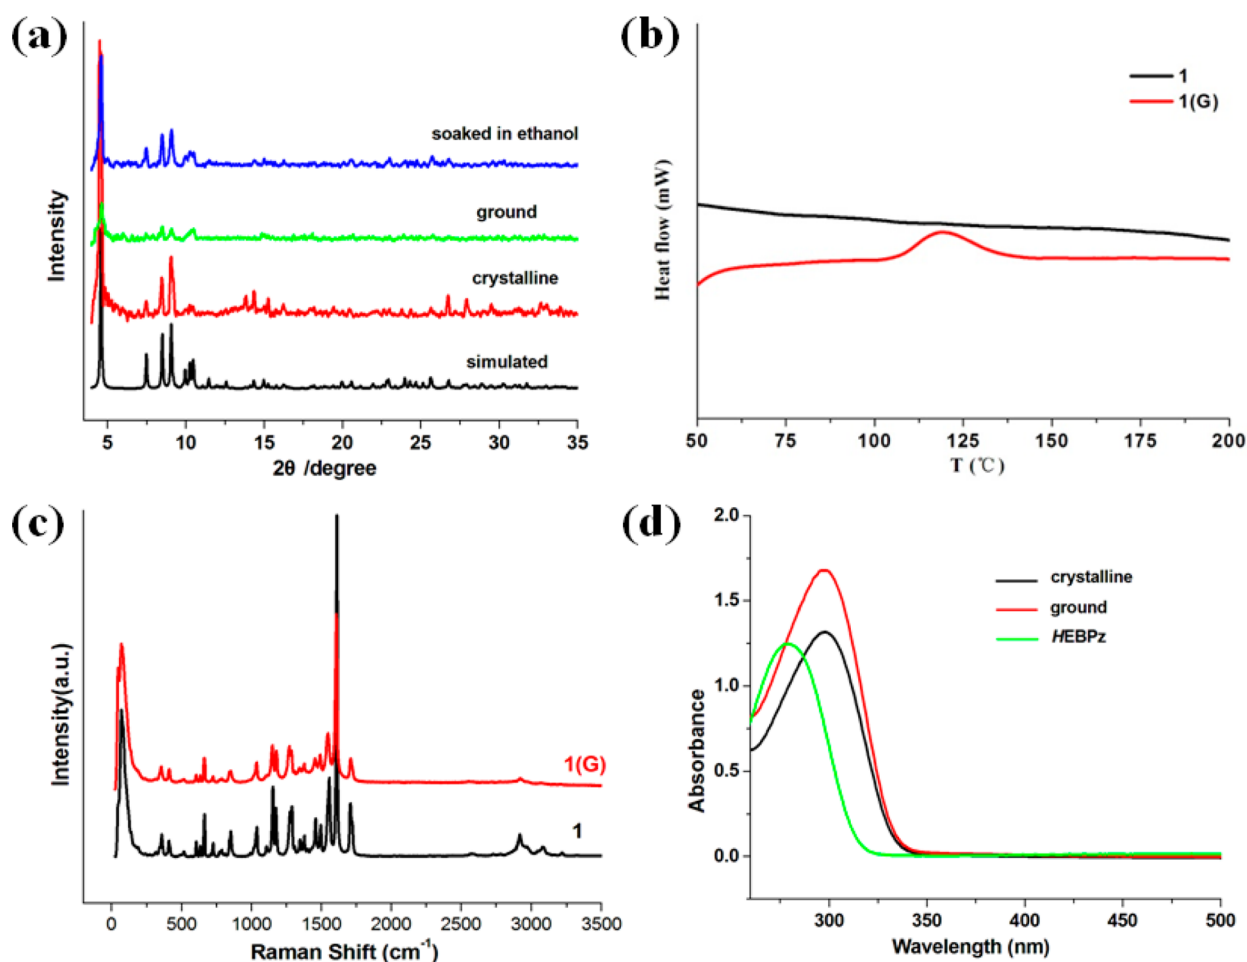 (a)
soaked in ethanol
ground
crystalline
simulated
Intensity
5 10 15 20 25 30 35
2θ /degree
(b)
1
1(G)
Heat flow (mW)
50 75 100 125 150 175 200
T (℃)
(c)
1(G)
1
Intensity(a.u.)
0 500 1000 1500 2000 2500 3000 3500
Raman Shift (cm⁻¹)
(d)
2.0
1.5
1.0
0.5
0.0
crystalline
ground
HEBPz
Absorbance
300 350 400 450 500
Wavelength (nm)